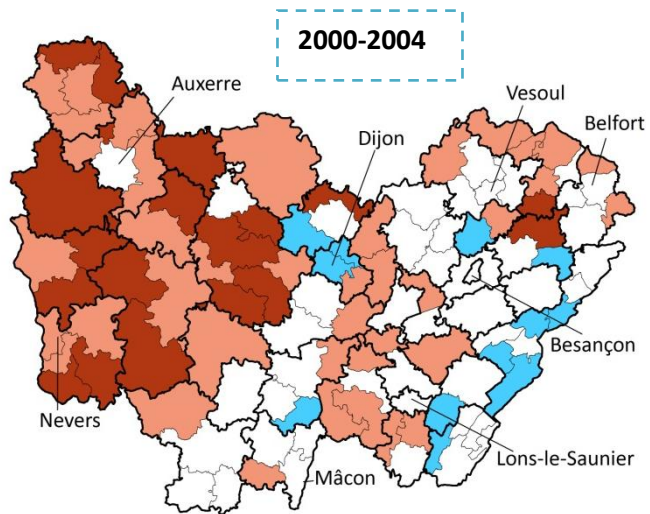 2000-2004
Auxerre
Vesoul
Belfort
Dijon
Besançon
Nevers
Lons-le-Saunier
Mâcon